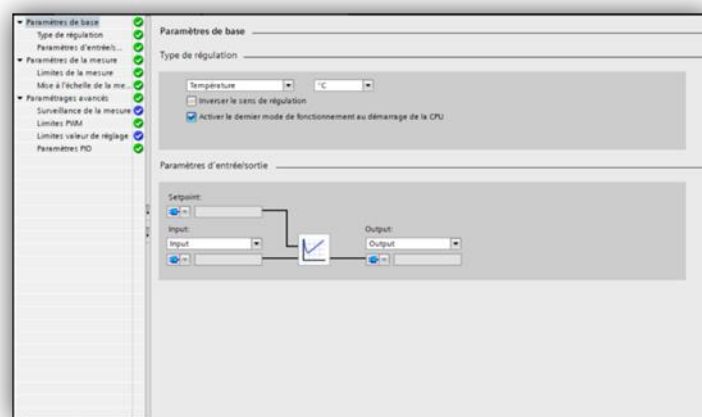 Paramètres de base
Type de régulation
Paramètres d'entrée/s...
Paramètres de la mesure
Limites de la mesure
Mise à l'échelle de la me...
Paramétrages avancés
Surveillance de la mesure
Limites PWM
Limites valeur de réglage
Paramètres PID
Paramètres de base
Type de régulation
Température
°C
Inverser le sens de régulation
Activer le dernier mode de fonctionnement au démarrage de la CPU
Paramètres d'entrée/sortie
Setpoint:
Input: Output:
Input Output